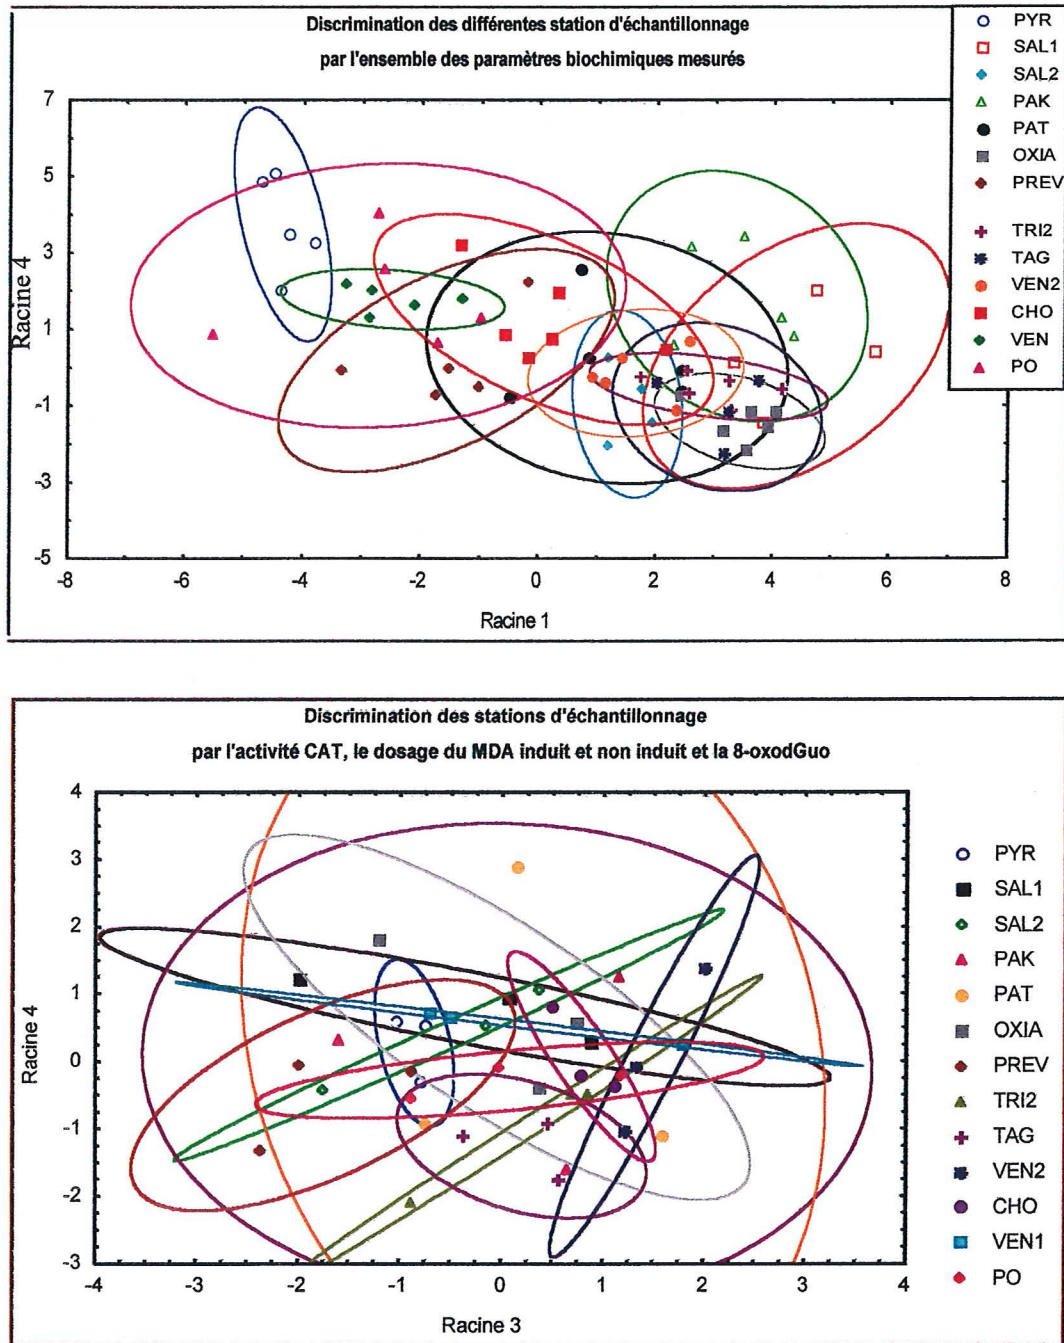 Discrimination des différentes station d'échantillonnage
par l'ensemble des paramètres biochimiques mesurés
PYR
SAL1
SAL2
PAK
PAT
OXIA
PREV
TRI2
TAG
VEN2
CHO
VEN
PO
7
5
3
1
-1
-3
-5
Racine 4
-8
-6
-4
-2
0
2
4
6
8
Racine 1
Discrimination des stations d'échantillonnage
par l'activité CAT, le dosage du MDA induit et non induit et la 8-oxodGuo
4
3
2
1
0
-1
-2
-3
Racine 4
-4
-3
-2
-1
0
1
2
3
4
Racine 3
PYR
SAL1
SAL2
PAK
PAT
OXIA
PREV
TRI2
TAG
VEN2
CHO
VEN1
PO